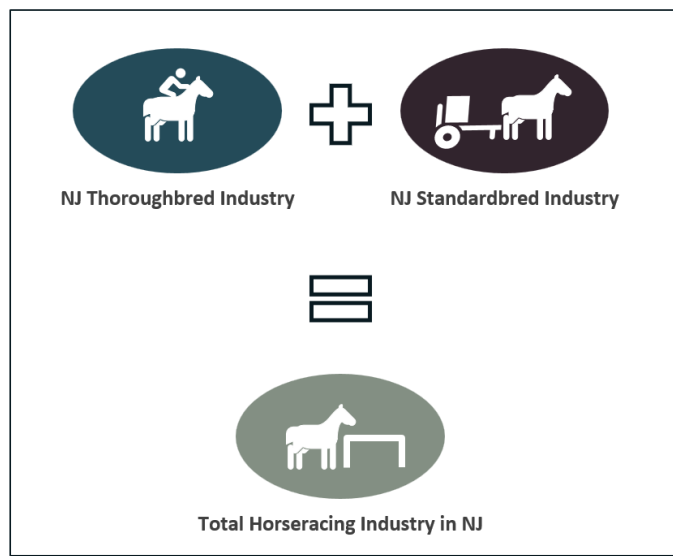 NJ Thoroughbred Industry
NJ Standardbred Industry
Total Horseracing Industry in NJ